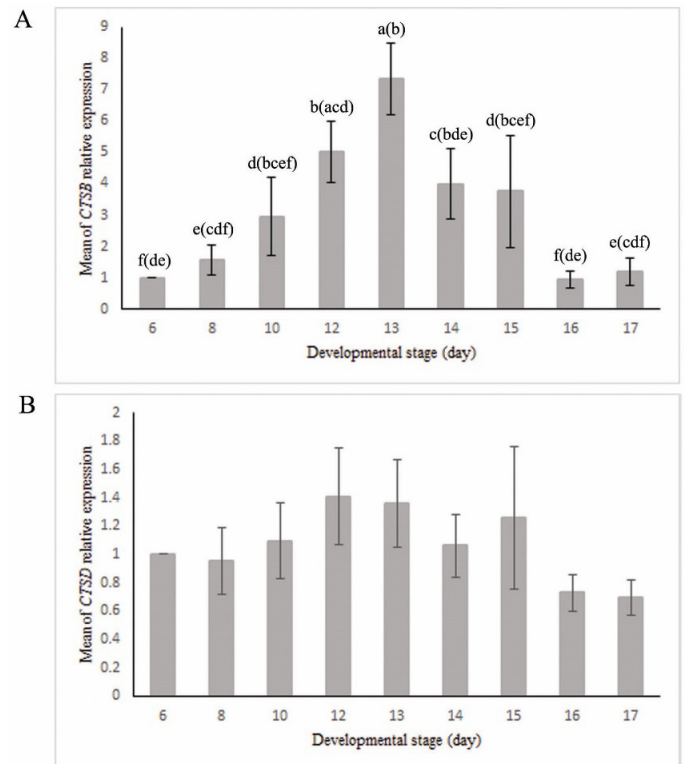 A
9
8
7
6
5
4
3
2
1
0
Mean of CTSB relative expression
f(de)
e(cdf)
d(bcef)
b(acd)
a(b)
c(bde)
d(bcef)
f(de)
e(cdf)
6 8 10 12 13 14 15 16 17
Developmental stage (day)
B
2
1.8
1.6
1.4
1.2
1
0.8
0.6
0.4
0.2
0
Mean of CTSD relative expression
6 8 10 12 13 14 15 16 17
Developmental stage (day)